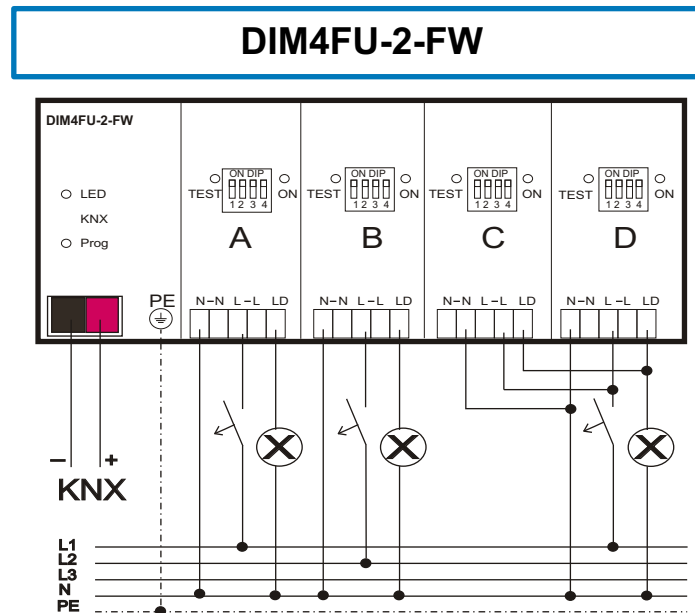 DIM4FU-2-FW
DIM4FU-2-FW
LED
KNX
Prog
PE
ON DIP
TEST ON
1 2 3 4
A
N-N L-L LD
ON DIP
TEST ON
1 2 3 4
B
N-N L-L LD
ON DIP
TEST ON
1 2 3 4
C
N-N L-L LD
ON DIP
TEST ON
1 2 3 4
D
N-N L-L LD
– +
KNX
L1
L2
L3
N
PE